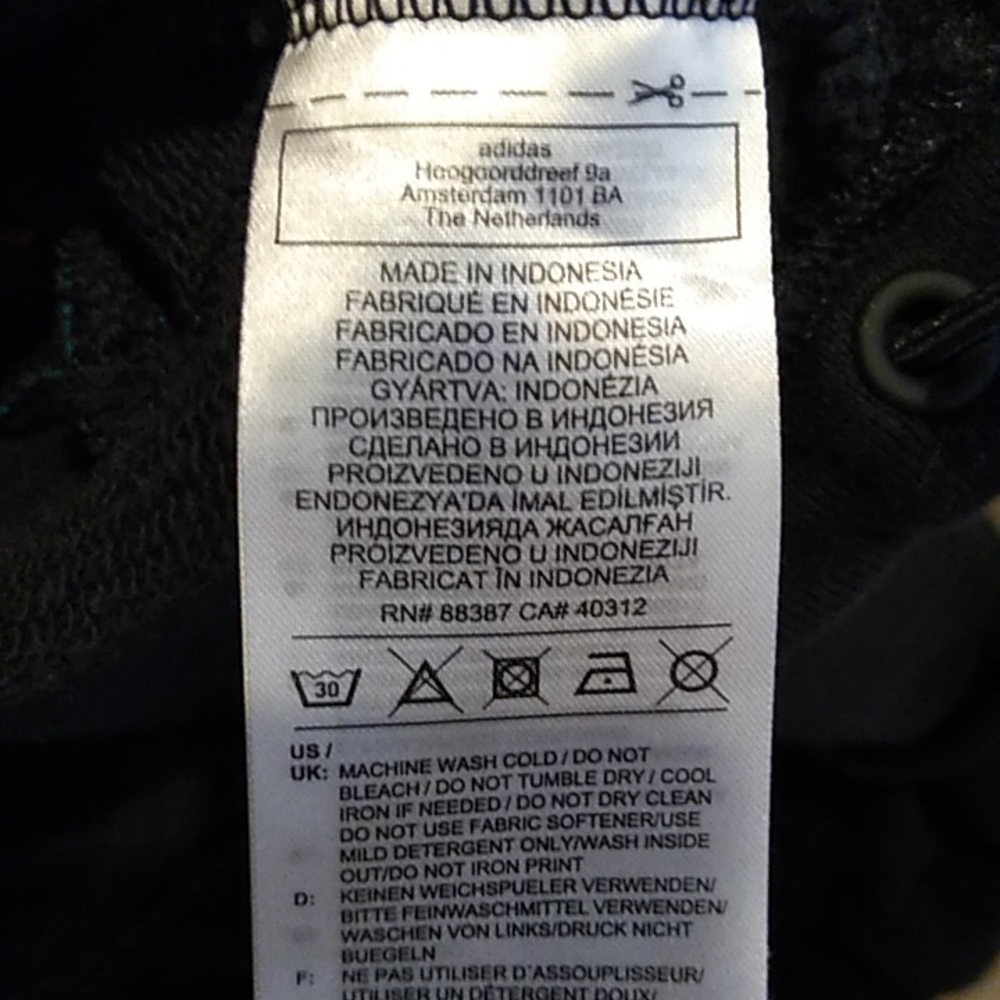 adidas
Hoogoorddreef 9a
Amsterdam 1101 BA
The Netherlands
MADE IN INDONESIA
FABRIQUÉ EN INDONÉSIE
FABRICADO EN INDONESIA
FABRICADO NA INDONÉSIA
GYÁRTVA: INDONÉZIA
ПРОИЗВЕДЕНО В ИНДОНЕЗИЯ
СДЕЛАНО В ИНДОНЕЗИИ
PROIZVEDENO U INDONEZIJI
ENDONEZYA'DA İMAL EDİLMİŞTİR.
ИНДОНЕЗИЯДА ЖАСАЛҒАН
PROIZVEDENO U INDONEZIJI
FABRICAT ÎN INDONEZIA
RN# 88387 CA# 40312
30
US /
UK: MACHINE WASH COLD / DO NOT
BLEACH / DO NOT TUMBLE DRY / COOL
IRON IF NEEDED / DO NOT DRY CLEAN
DO NOT USE FABRIC SOFTENER/USE
MILD DETERGENT ONLY/WASH INSIDE
OUT/DO NOT IRON PRINT
D: KEINEN WEICHSPUELER VERWENDEN/
BITTE FEINWASCHMITTEL VERWENDEN/
WASCHEN VON LINKS/DRUCK NICHT
BUEGELN
F: NE PAS UTILISER D'ASSOUPLISSEUR/
UTILISER UN DÉTERGENT DOUX/